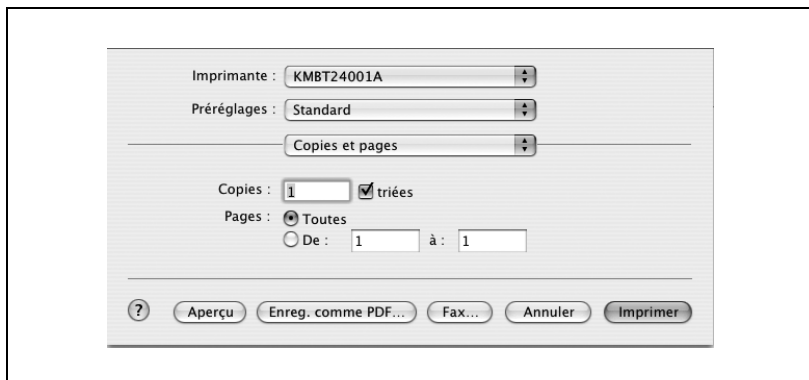 Imprimante : KMBT24001A
Préréglages : Standard
Copies et pages
Copies : 1 triées
Pages : Toutes
De : 1 à : 1
? Aperçu Enreg. comme PDF... Fax... Annuler Imprimer